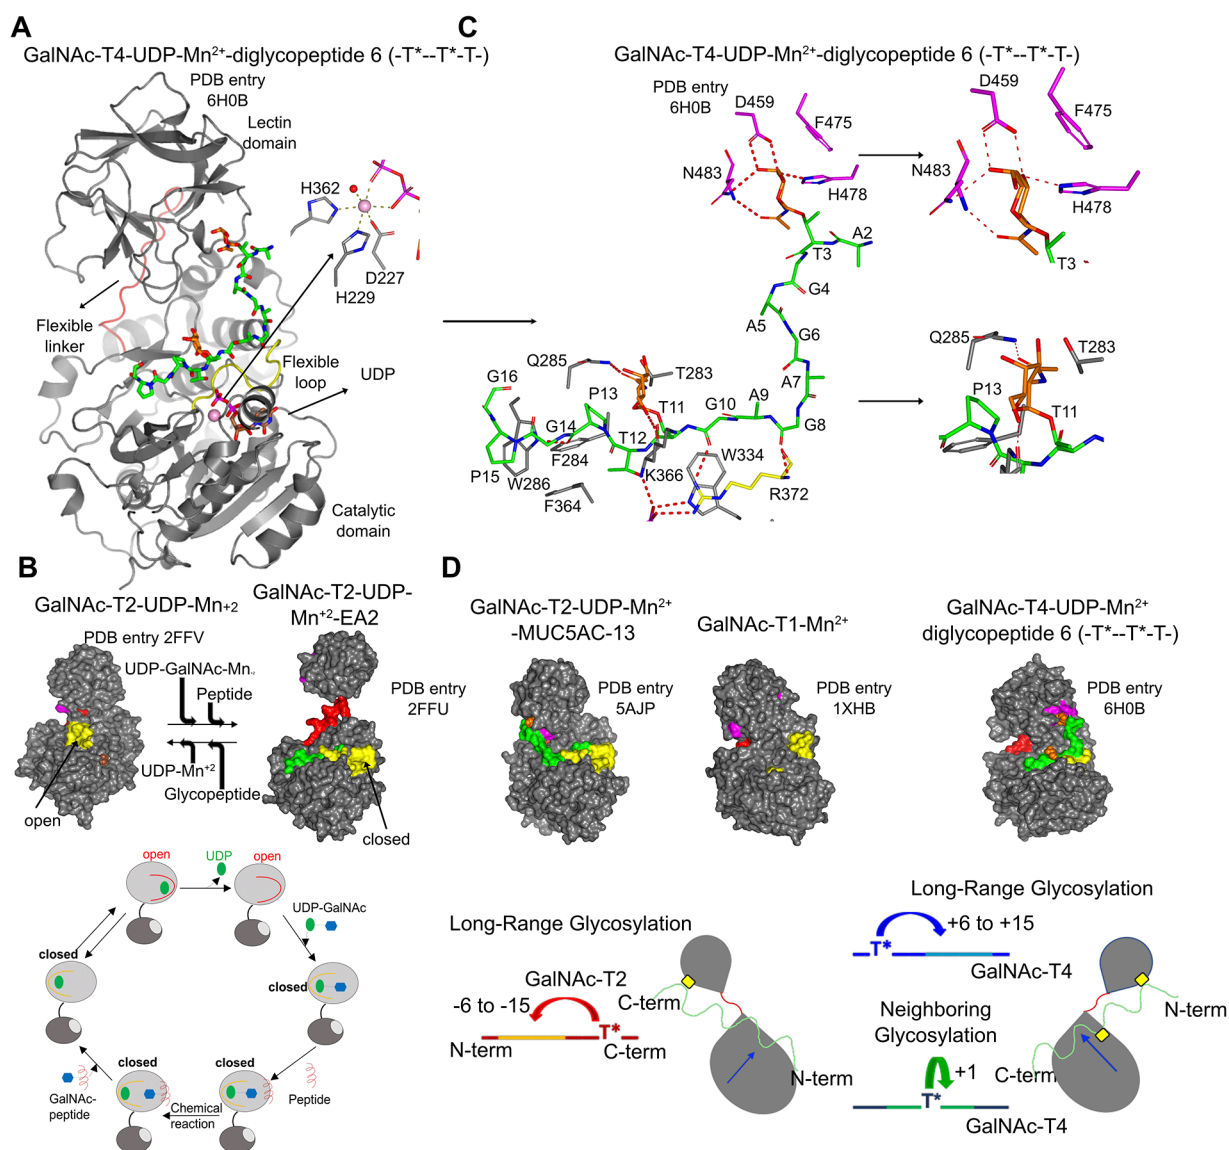 A
GalNAc-T4-UDP-Mn2+-diglycopeptide 6 (-T*--T*-T-)
PDB entry
6H0B
Lectin
domain
H362
D227
H229
Flexible
linker
Flexible
loop
UDP
Catalytic
domain
C
GalNAc-T4-UDP-Mn2+-diglycopeptide 6 (-T*--T*-T-)
PDB entry
6H0B
D459
F475
N483
H478
A2
T3
G4
A5
G6
A7
Q285
T283
G16
P13
T11
G10
A9
G8
G14
T12
F284
K366
W334
P15
W286
F364
R372
D459
F475
N483
H478
T3
Q285
T283
P13
T11
B
GalNAc-T2-UDP-Mn+2
PDB entry 2FFV
UDP-GalNAc-Mn+2
Peptide
UDP-Mn+2
Glycopeptide
open
GalNAc-T2-UDP-
Mn+2-EA2
PDB entry
2FFU
closed
open
UDP
open
UDP-GalNAc
closed
closed
closed
closed
GalNAc-
peptide
Chemical
reaction
Peptide
D
GalNAc-T2-UDP-Mn2+
-MUC5AC-13
PDB entry
5AJP
GalNAc-T1-Mn2+
PDB entry
1XHB
GalNAc-T4-UDP-Mn2+
diglycopeptide 6 (-T*--T*-T-)
PDB entry
6H0B
Long-Range Glycosylation
GalNAc-T2
-6 to -15
T*
N-term
C-term
C-term
N-term
Long-Range Glycosylation
+6 to +15
T*
GalNAc-T4
Neighboring
Glycosylation
+1
T*
GalNAc-T4
N-term
C-term